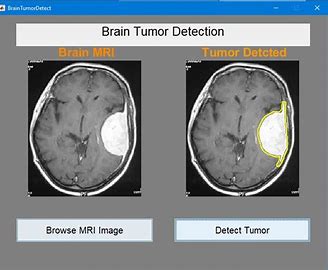 BrainTumorDetect
Brain Tumor Detection
Brain MRI
Tumor Detcted
Browse MRI Image
Detect Tumor